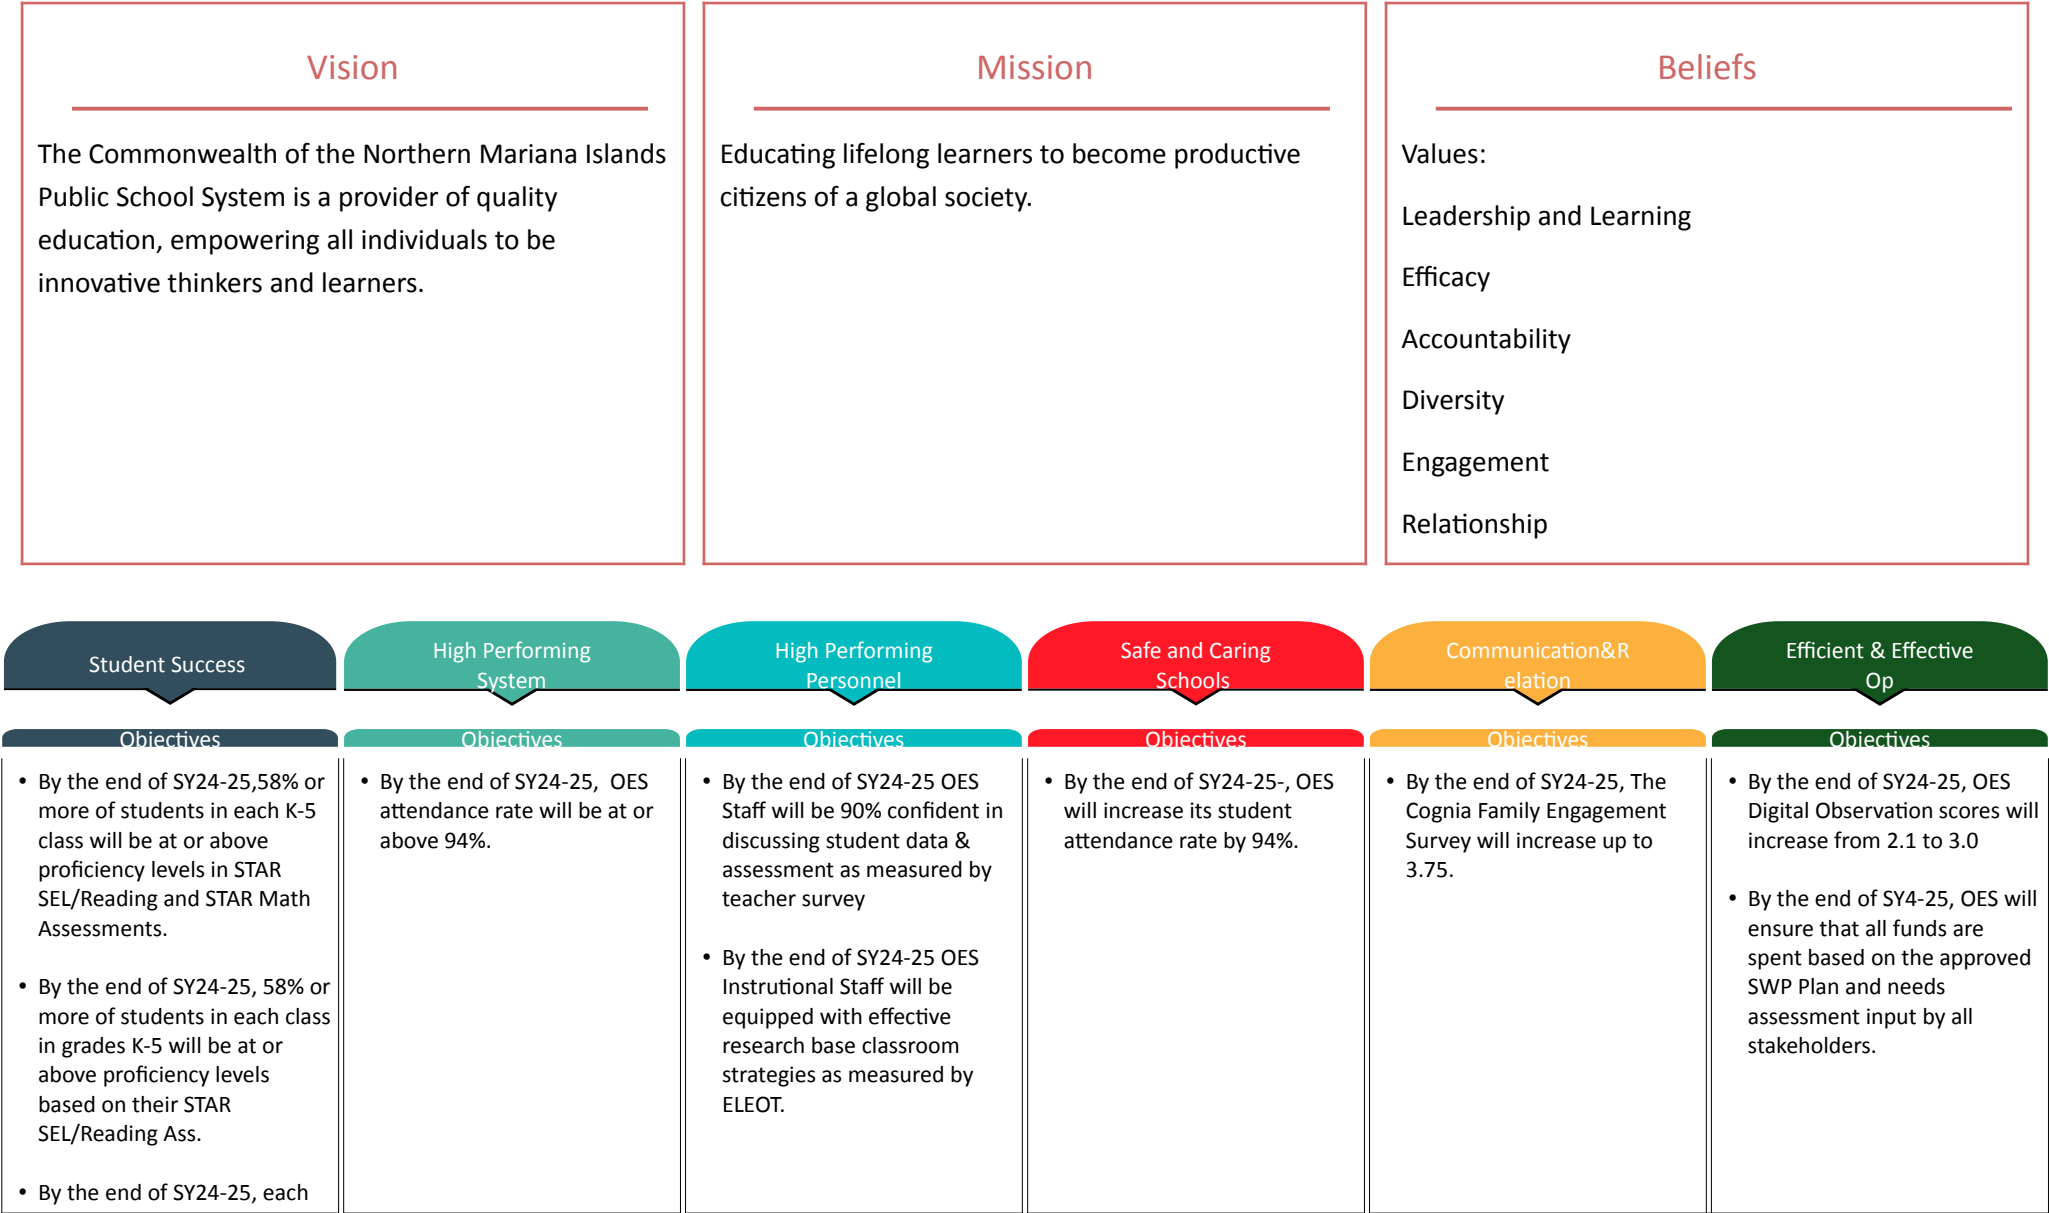 Vision
The Commonwealth of the Northern Mariana Islands
Public School System is a provider of quality
education, empowering all individuals to be
innovative thinkers and learners.
Mission
Educating lifelong learners to become productive
citizens of a global society.
Beliefs
Values:
Leadership and Learning
Efficacy
Accountability
Diversity
Engagement
Relationship
Student Success
Objectives
• By the end of SY24-25,58% or
more of students in each K-5
class will be at or above
proficiency levels in STAR
SEL/Reading and STAR Math
Assessments.
• By the end of SY24-25, 58% or
more of students in each class
in grades K-5 will be at or
above proficiency levels
based on their STAR
SEL/Reading Ass.
• By the end of SY24-25, each
High Performing
System
Objectives
• By the end of SY24-25,  OES
attendance rate will be at or
above 94%.
High Performing
Personnel
Objectives
• By the end of SY24-25 OES
Staff will be 90% confident in
discussing student data &
assessment as measured by
teacher survey
• By the end of SY24-25 OES
Instrutional Staff will be
equipped with effective
research base classroom
strategies as measured by
ELEOT.
Safe and Caring
Schools
Objectives
• By the end of SY24-25-, OES
will increase its student
attendance rate by 94%.
Communication&R
elation
Objectives
• By the end of SY24-25, The
Cognia Family Engagement
Survey will increase up to
3.75.
Efficient & Effective
Op
Objectives
• By the end of SY24-25, OES
Digital Observation scores will
increase from 2.1 to 3.0
• By the end of SY4-25, OES will
ensure that all funds are
spent based on the approved
SWP Plan and needs
assessment input by all
stakeholders.